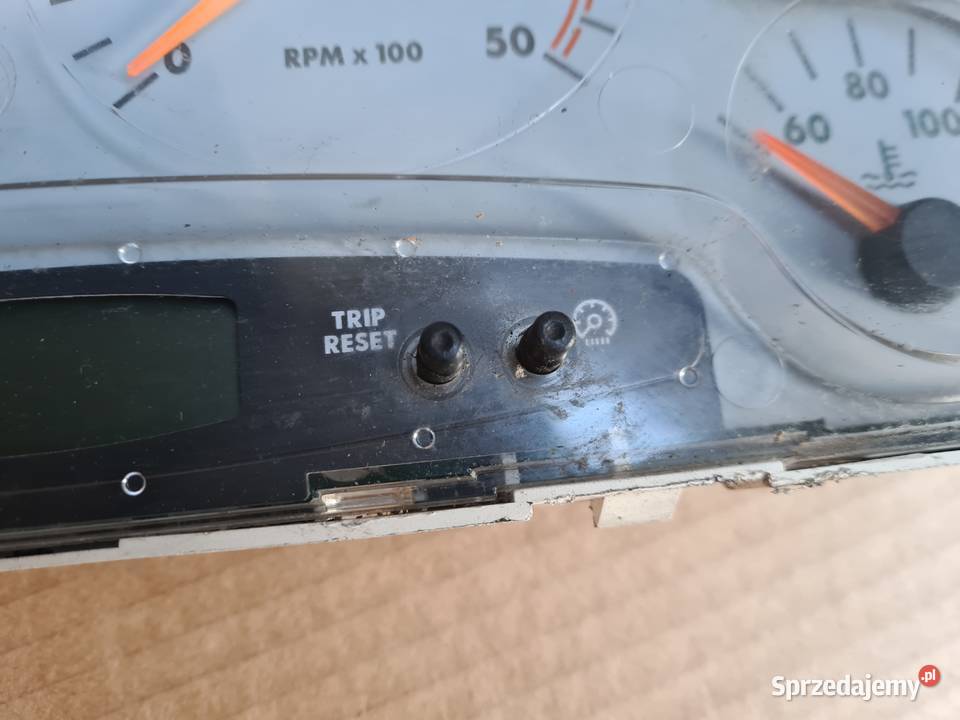 0
RPM x 100
50
60
80
100
TRIP
RESET
Sprzedajemy.pl